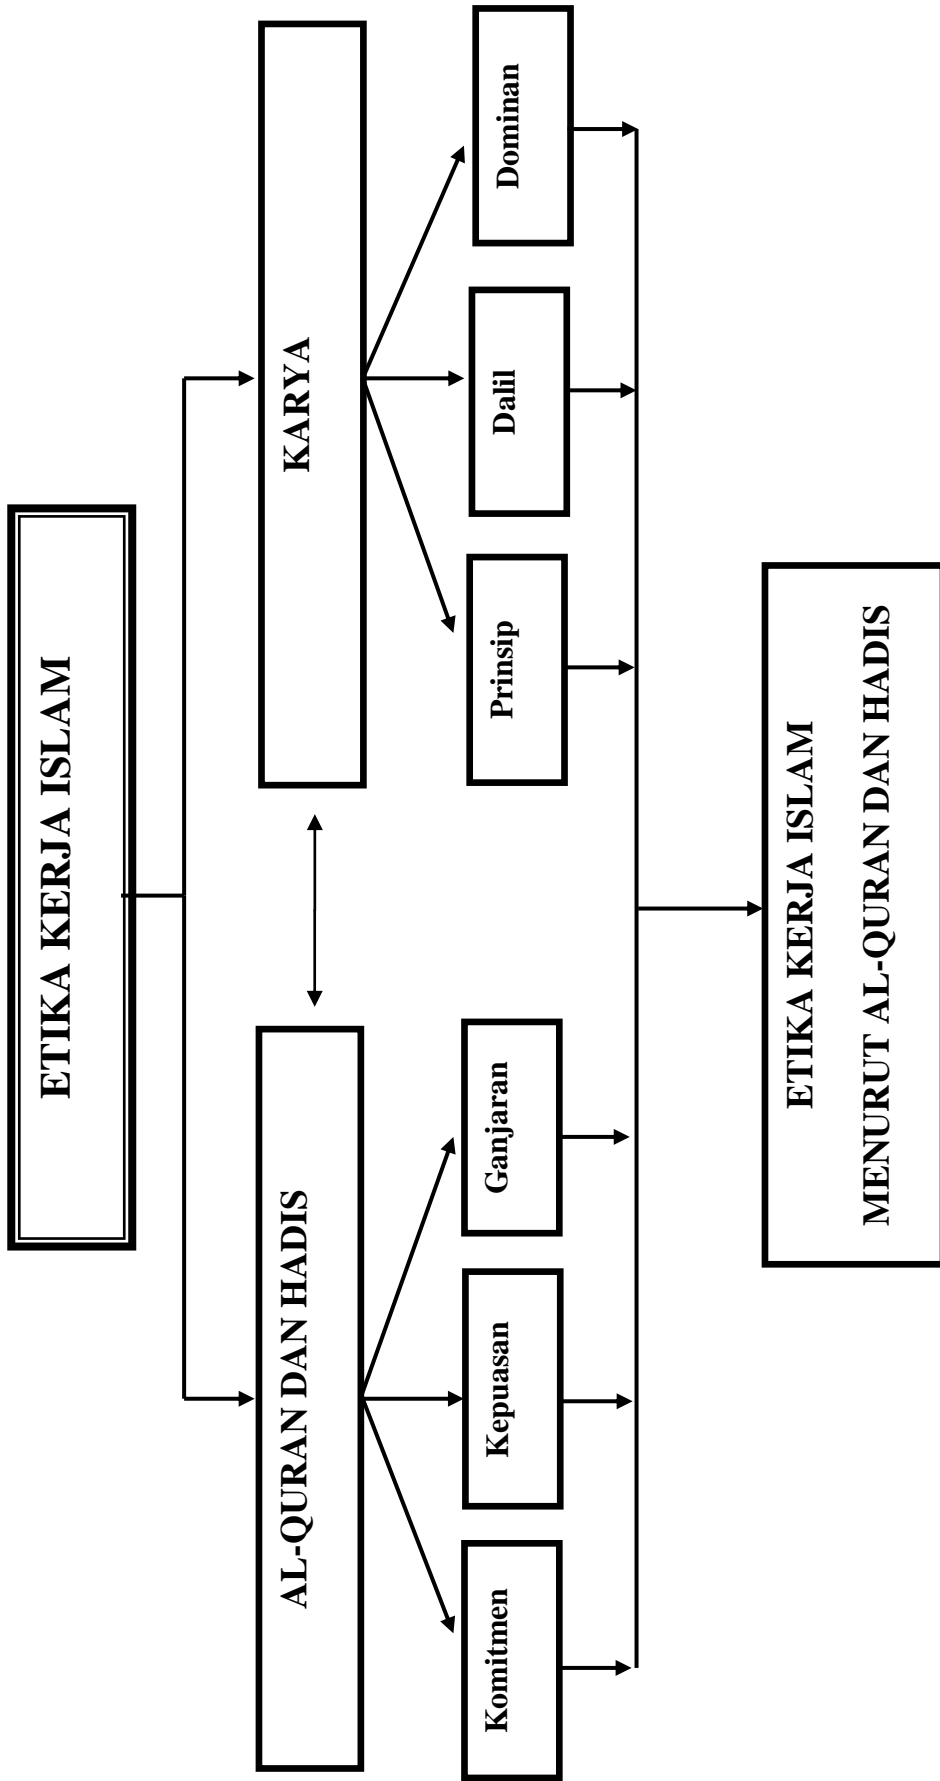 ETIKA KERJA ISLAM
AL-QURAN DAN HADIS
KARYA
Komitmen
Kepuasan
Ganjaran
Prinsip
Dalil
Dominan
ETIKA KERJA ISLAM
MENURUT AL-QURAN DAN HADIS